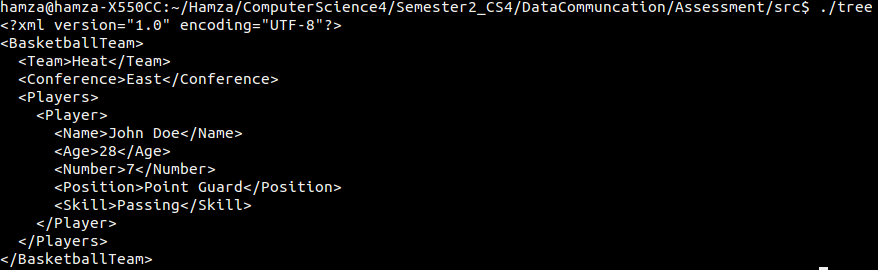 hamza@hamza-X550CC:~/Hamza/ComputerScience4/Semester2_CS4/DataCommuncation/Assessment/src$ ./tree
<?xml version="1.0" encoding="UTF-8"?>
<BasketballTeam>
  <Team>Heat</Team>
  <Conference>East</Conference>
  <Players>
    <Player>
      <Name>John Doe</Name>
      <Age>28</Age>
      <Number>7</Number>
      <Position>Point Guard</Position>
      <Skill>Passing</Skill>
    </Player>
  </Players>
</BasketballTeam>